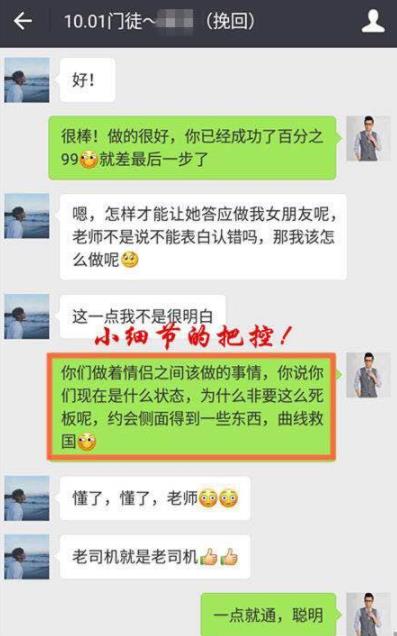 10.01门徒～（挽回）
好！
很棒！做的很好，你已经成功了百分之
99就差最后一步了
嗯，怎样才能让她答应做我女朋友呢，
老师不是说不能表白认错吗，那我该怎
么做呢
这一点我不是很明白
小细节的把控！
你们做着情侣之间该做的事情，你说你
们现在是什么状态，为什么非要这么死
板呢，约会侧面得到一些东西，曲线救
国
懂了，懂了，老师
老司机就是老司机
一点就通，聪明